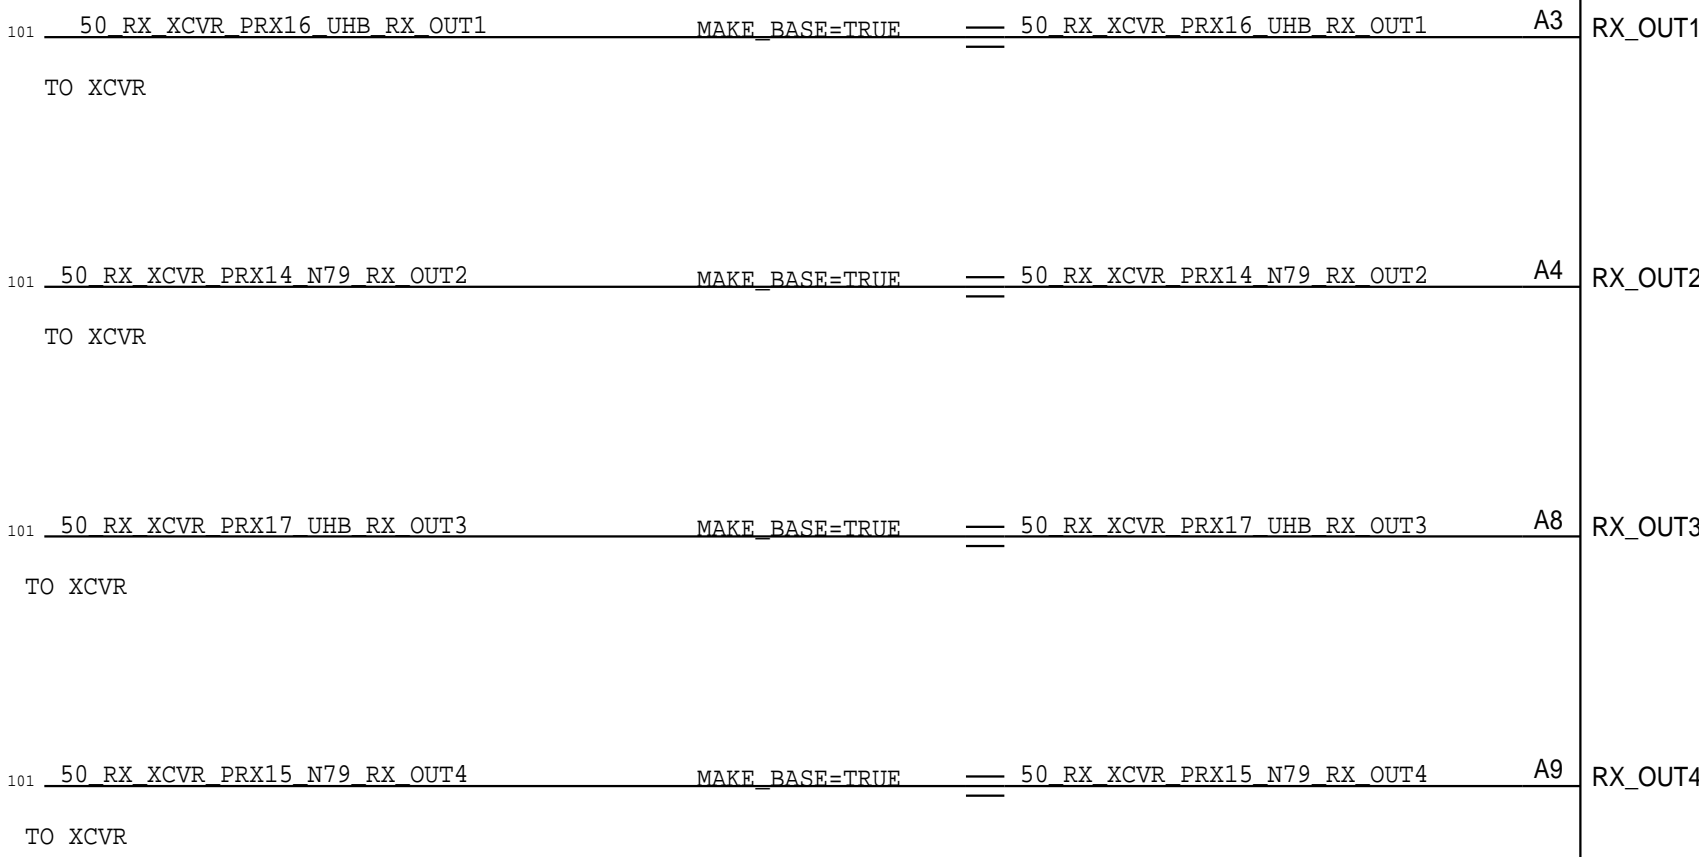 101 50_RX_XCVR_PRX16_UHB_RX_OUT1 MAKE_BASE=TRUE 50_RX_XCVR_PRX16_UHB_RX_OUT1 A3 RX_OUT1
TO XCVR
101 50_RX_XCVR_PRX14_N79_RX_OUT2 MAKE_BASE=TRUE 50_RX_XCVR_PRX14_N79_RX_OUT2 A4 RX_OUT2
TO XCVR
101 50_RX_XCVR_PRX17_UHB_RX_OUT3 MAKE_BASE=TRUE 50_RX_XCVR_PRX17_UHB_RX_OUT3 A8 RX_OUT3
TO XCVR
101 50_RX_XCVR_PRX15_N79_RX_OUT4 MAKE_BASE=TRUE 50_RX_XCVR_PRX15_N79_RX_OUT4 A9 RX_OUT4
TO XCVR